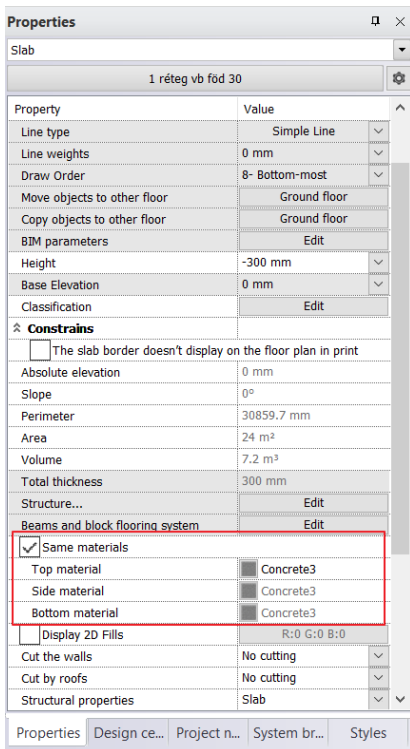 Properties
Slab
1 réteg vb föd 30
Property Value
Line type Simple Line
Line weights 0 mm
Draw Order 8- Bottom-most
Move objects to other floor Ground floor
Copy objects to other floor Ground floor
BIM parameters Edit
Height -300 mm
Base Elevation 0 mm
Classification Edit
Constrains
The slab border doesn't display on the floor plan in print
Absolute elevation 0 mm
Slope 0º
Perimeter 30859.7 mm
Area 24 m²
Volume 7.2 m³
Total thickness 300 mm
Structure... Edit
Beams and block flooring system Edit
Same materials
Top material Concrete3
Side material Concrete3
Bottom material Concrete3
Display 2D Fills R:0 G:0 B:0
Cut the walls No cutting
Cut by roofs No cutting
Structural properties Slab
Properties Design ce... Project n... System br... Styles